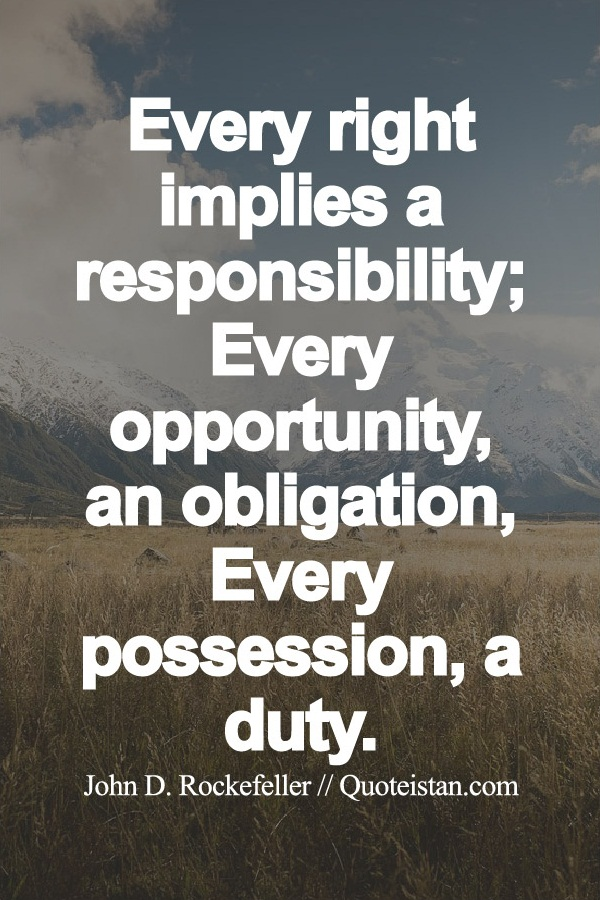 Every right
implies a
responsibility;
Every
opportunity,
an obligation,
Every
possession, a
duty.
John D. Rockefeller // Quoteistan.com